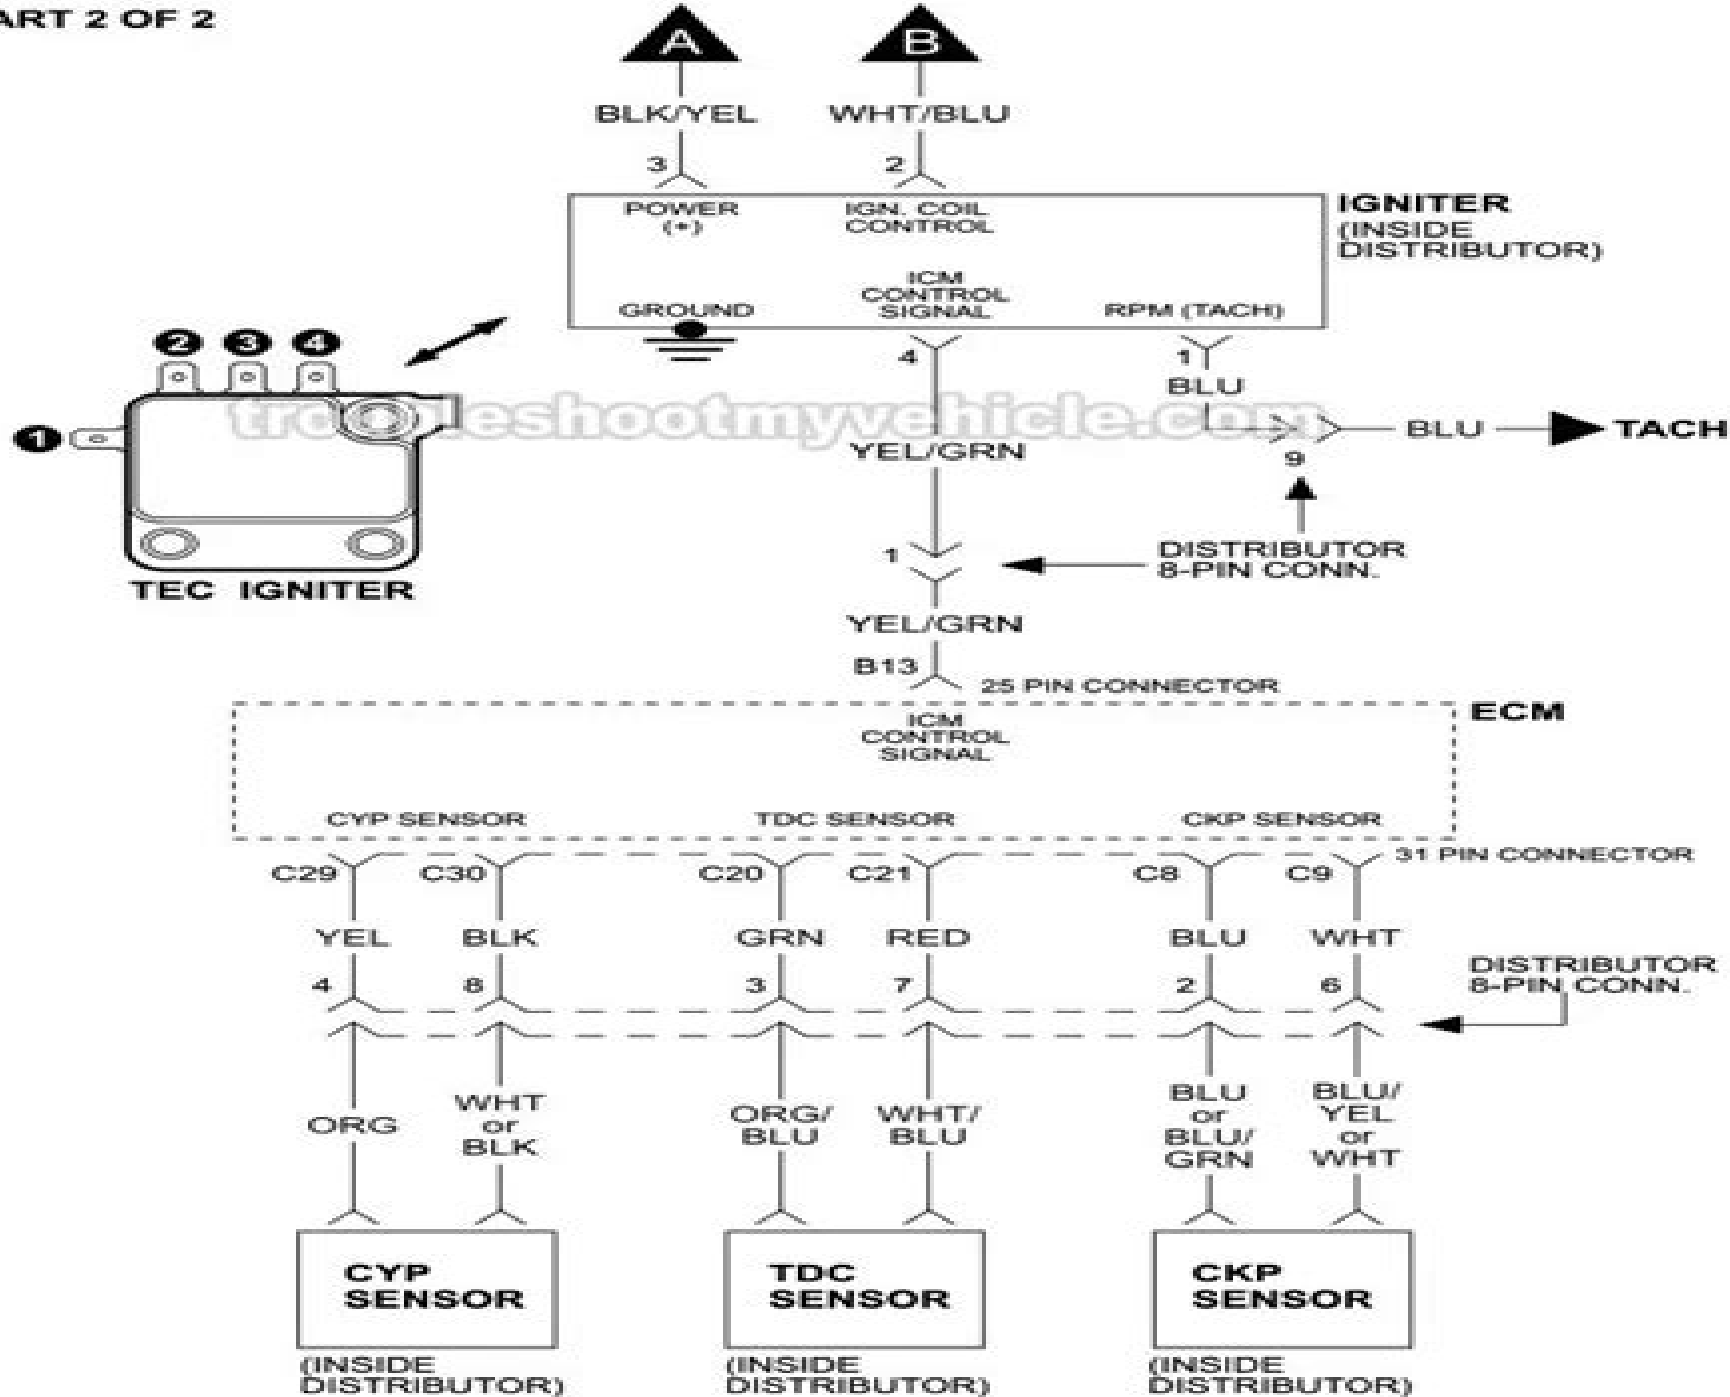 ART 2 OF 2
A
B
BLK/YEL
WHT/BLU
3
2
POWER
(+)
IGN. COIL
CONTROL
IGNITER
(INSIDE
DISTRIBUTOR)
ICM
CONTROL
SIGNAL
GROUND
RPM (TACH)
2
3
4
1
TEC IGNITER
4
1
BLU
troubleshootmyvehicle.com
BLU
TACH
9
YEL/GRN
1
DISTRIBUTOR
8-PIN CONN.
YEL/GRN
B13
25 PIN CONNECTOR
ECM
ICM
CONTROL
SIGNAL
CYP SENSOR
TDC SENSOR
CKP SENSOR
31 PIN CONNECTOR
C29
C30
C20
C21
C8
C9
YEL
BLK
GRN
RED
BLU
WHT
4
8
3
7
2
6
DISTRIBUTOR
8-PIN CONN.
ORG
WHT
or
BLK
ORG/
BLU
WHT/
BLU
BLU
or
BLU/
GRN
BLU/
YEL
or
WHT
CYP
SENSOR
(INSIDE
DISTRIBUTOR)
TDC
SENSOR
(INSIDE
DISTRIBUTOR)
CKP
SENSOR
(INSIDE
DISTRIBUTOR)